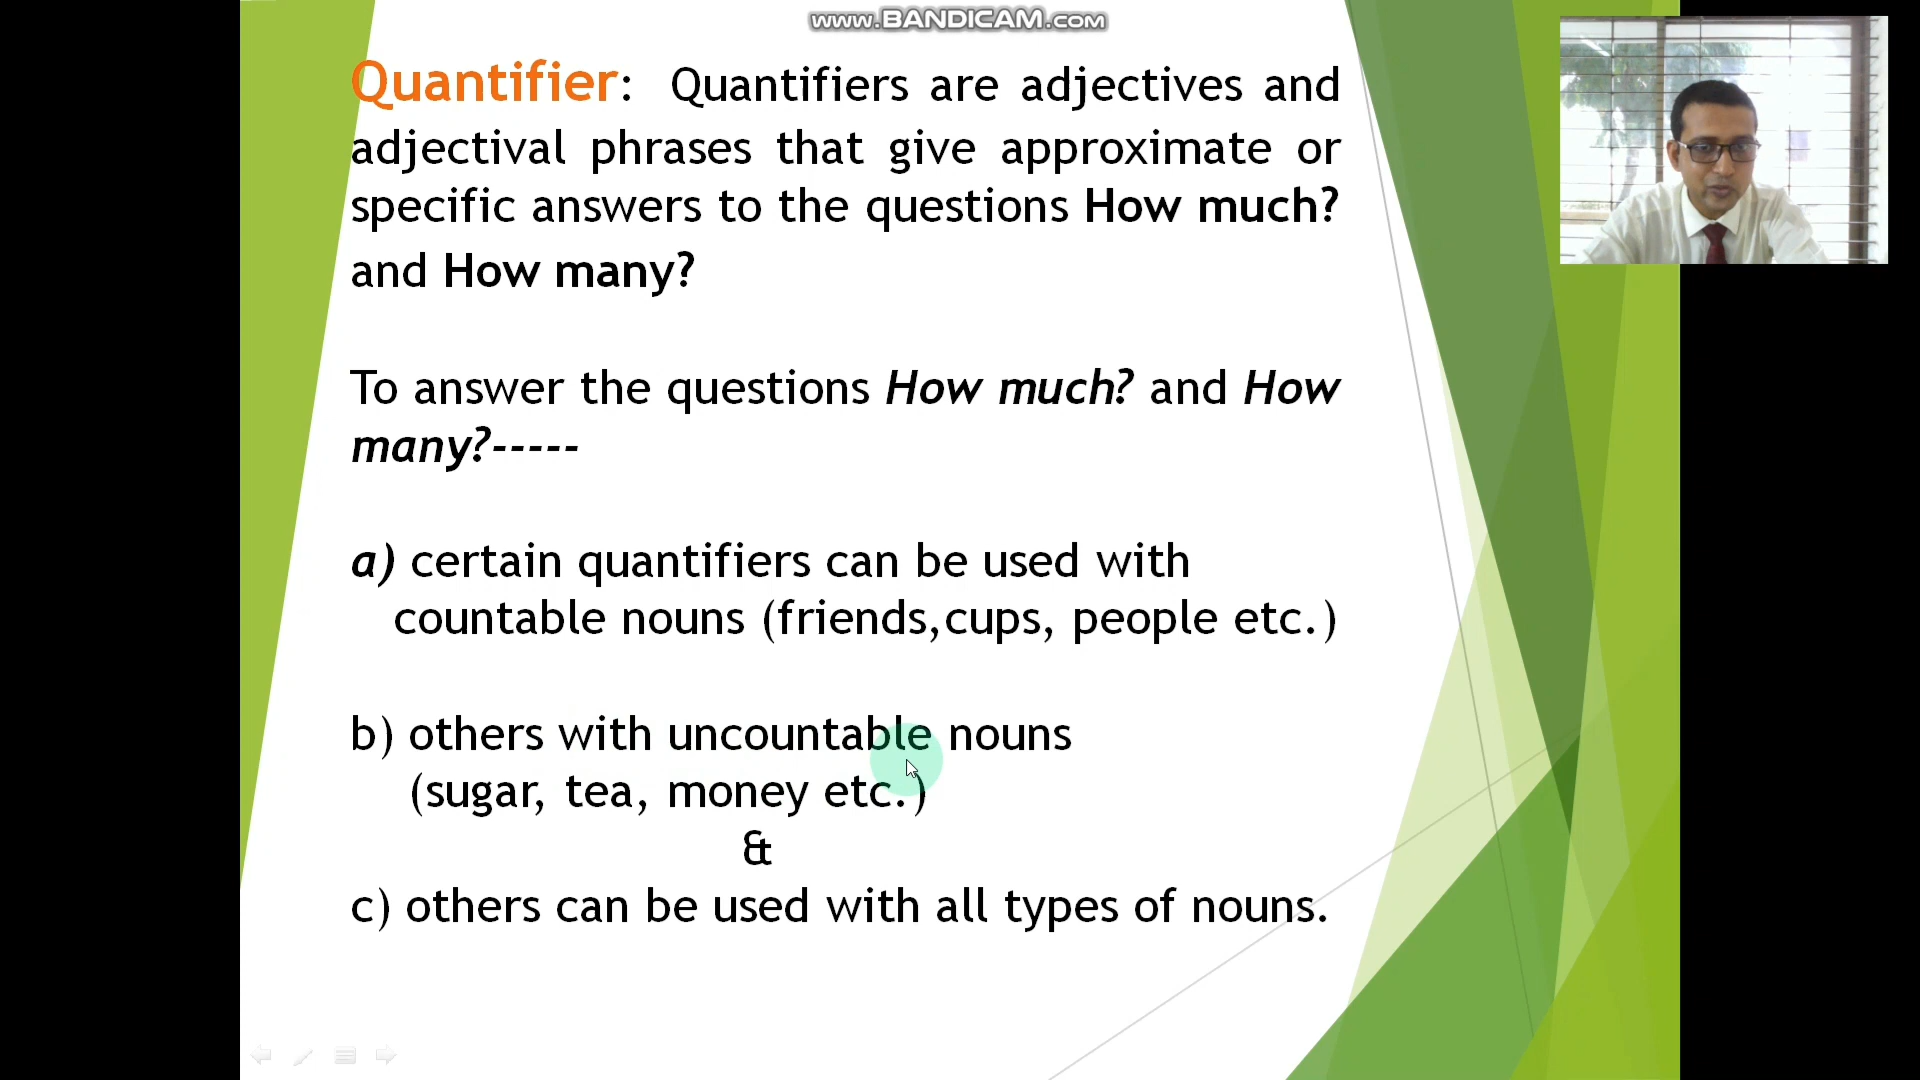 www.BANDICAM.com
Quantifier: Quantifiers are adjectives and
adjectival phrases that give approximate or
specific answers to the questions How much?
and How many?
To answer the questions How much? and How
many?-----
a) certain quantifiers can be used with
countable nouns (friends,cups, people etc.)
b) others with uncountable nouns
(sugar, tea, money etc.)
&
c) others can be used with all types of nouns.